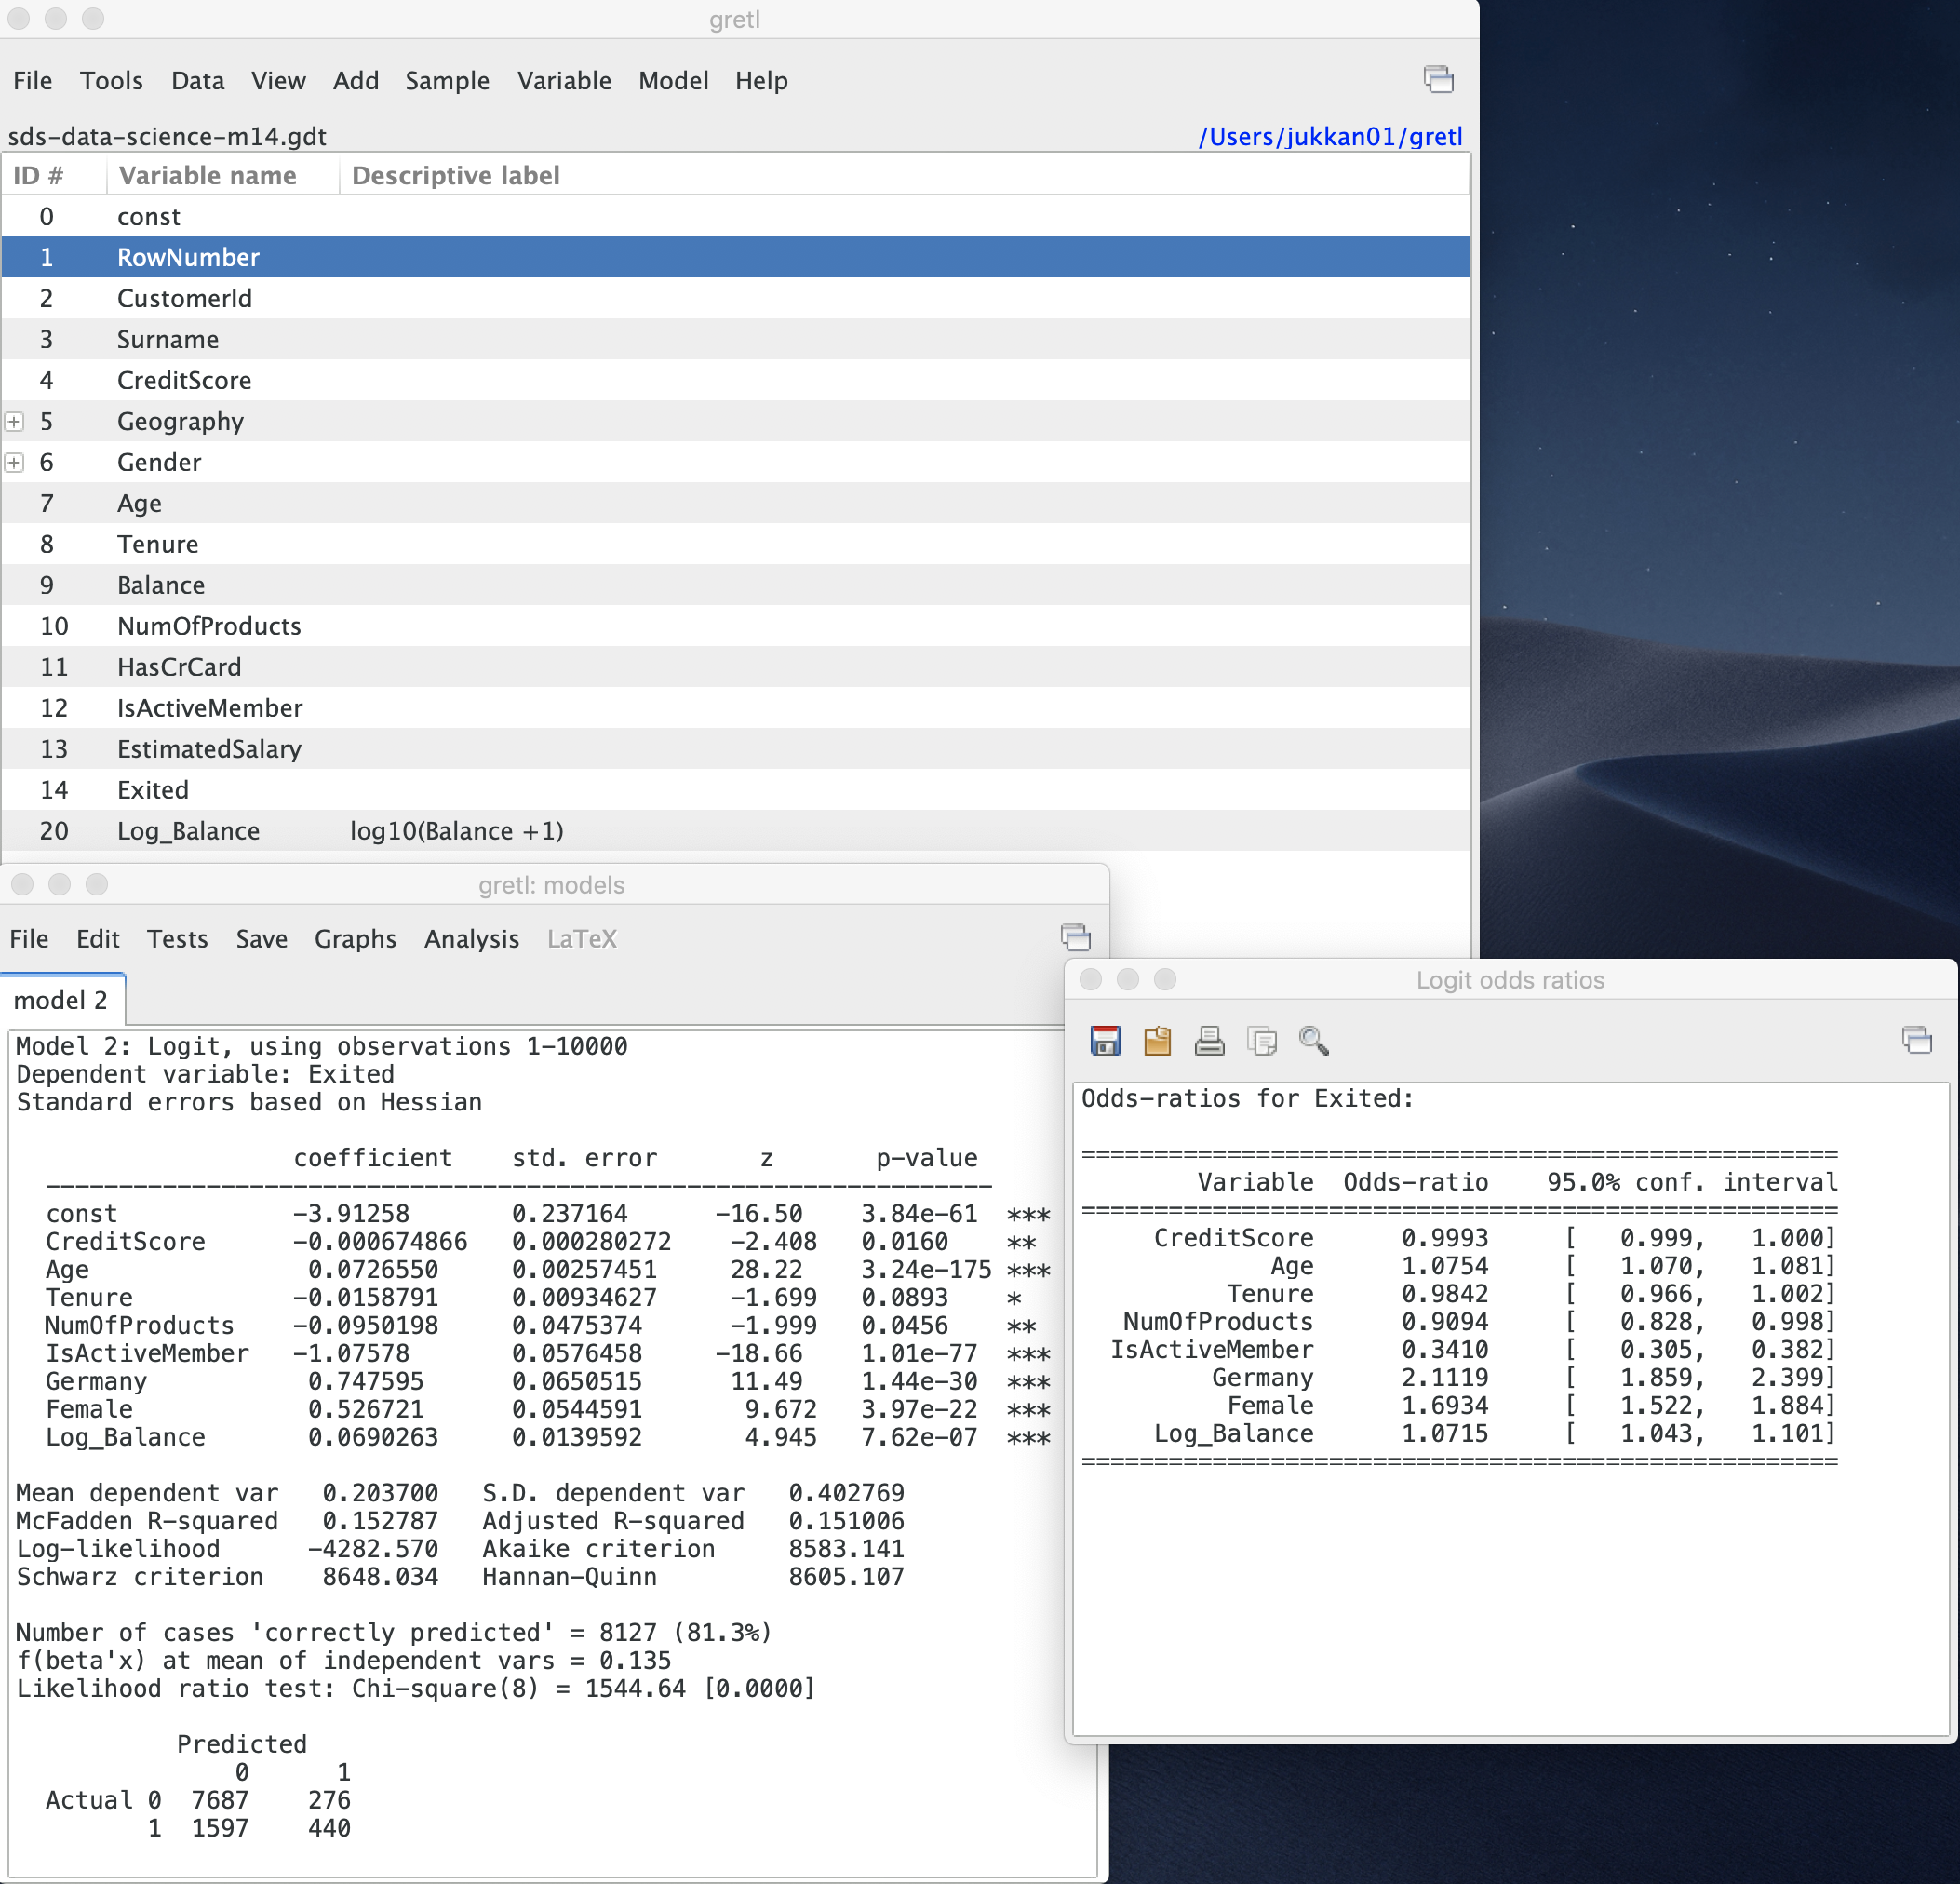 gretl
File Tools Data View Add Sample Variable Model Help
sds-data-science-m14.gdt /Users/jukkan01/gretl
ID # Variable name Descriptive label
0 const
1 RowNumber
2 CustomerId
3 Surname
4 CreditScore
5 Geography
6 Gender
7 Age
8 Tenure
9 Balance
10 NumOfProducts
11 HasCrCard
12 IsActiveMember
13 EstimatedSalary
14 Exited
20 Log_Balance log10(Balance +1)
gretl: models
File Edit Tests Save Graphs Analysis LaTeX
model 2
Model 2: Logit, using observations 1-10000
Dependent variable: Exited
Standard errors based on Hessian
coefficient std. error z p-value
-----------------------------------------------------------------
const -3.91258 0.237164 -16.50 3.84e-61 ***
CreditScore -0.000674866 0.000280272 -2.408 0.0160 **
Age 0.0726550 0.00257451 28.22 3.24e-175 ***
Tenure -0.0158791 0.00934627 -1.699 0.0893 *
NumOfProducts -0.0950198 0.0475374 -1.999 0.0456 **
IsActiveMember -1.07578 0.0576458 -18.66 1.01e-77 ***
Germany 0.747595 0.0650515 11.49 1.44e-30 ***
Female 0.526721 0.0544591 9.672 3.97e-22 ***
Log_Balance 0.0690263 0.0139592 4.945 7.62e-07 ***
Mean dependent var 0.203700 S.D. dependent var 0.402769
McFadden R-squared 0.152787 Adjusted R-squared 0.151006
Log-likelihood -4282.570 Akaike criterion 8583.141
Schwarz criterion 8648.034 Hannan-Quinn 8605.107
Number of cases 'correctly predicted' = 8127 (81.3%)
f(beta'x) at mean of independent vars = 0.135
Likelihood ratio test: Chi-square(8) = 1544.64 [0.0000]
Predicted
0 1
Actual 0 7687 276
1 1597 440
Logit odds ratios
Odds-ratios for Exited:
====================================================
Variable Odds-ratio 95.0% conf. interval
====================================================
CreditScore 0.9993 [ 0.999, 1.000]
Age 1.0754 [ 1.070, 1.081]
Tenure 0.9842 [ 0.966, 1.002]
NumOfProducts 0.9094 [ 0.828, 0.998]
IsActiveMember 0.3410 [ 0.305, 0.382]
Germany 2.1119 [ 1.859, 2.399]
Female 1.6934 [ 1.522, 1.884]
Log_Balance 1.0715 [ 1.043, 1.101]
====================================================